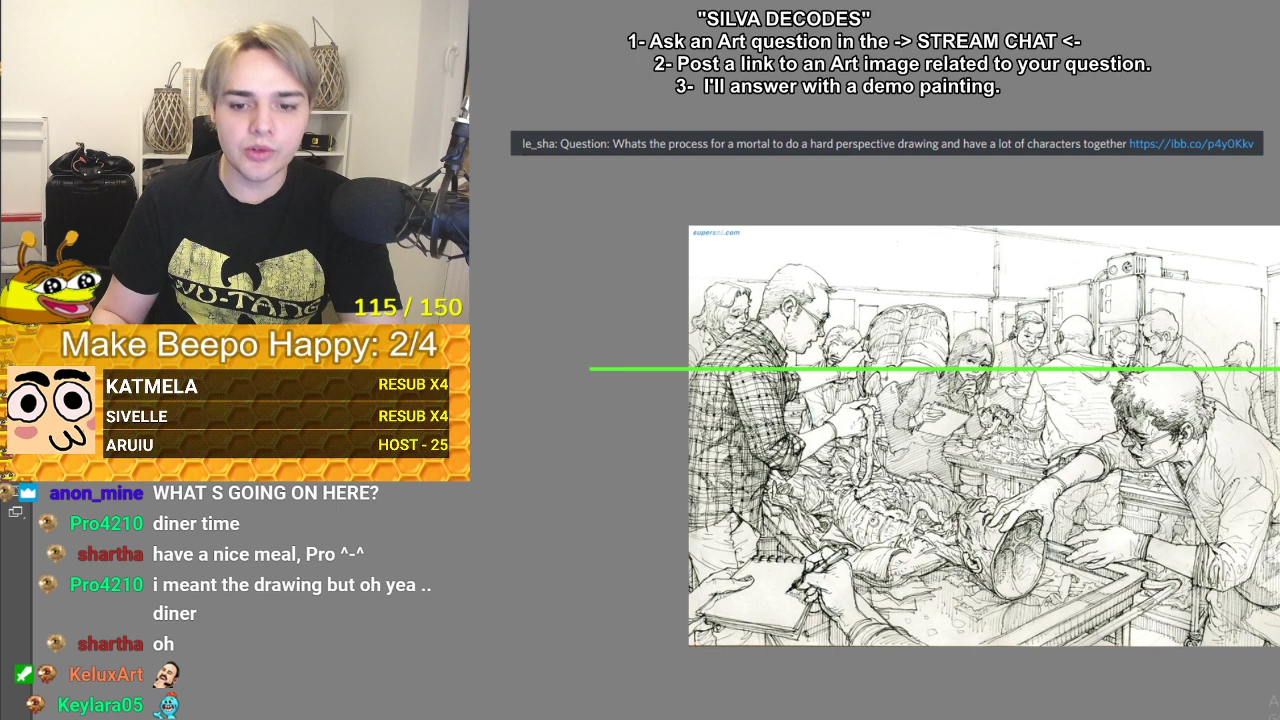 "SILVA DECODES"
1- Ask an Art question in the -> STREAM CHAT <-
2- Post a link to an Art image related to your question.
3- I'll answer with a demo painting.
le_sha: Question: Whats the process for a mortal to do a hard perspective drawing and have a lot of characters together https://ibb.co/p4y0Kkv
WU-TANG
115 / 150
Make Beepo Happy: 2/4
KATMELA RESUB X4
SIVELLE RESUB X4
ARUIU HOST - 25
anon_mine WHAT S GOING ON HERE?
Pro4210 diner time
shartha have a nice meal, Pro ^-^
Pro4210 i meant the drawing but oh yea ..
diner
shartha oh
KeluxArt
Keylara05